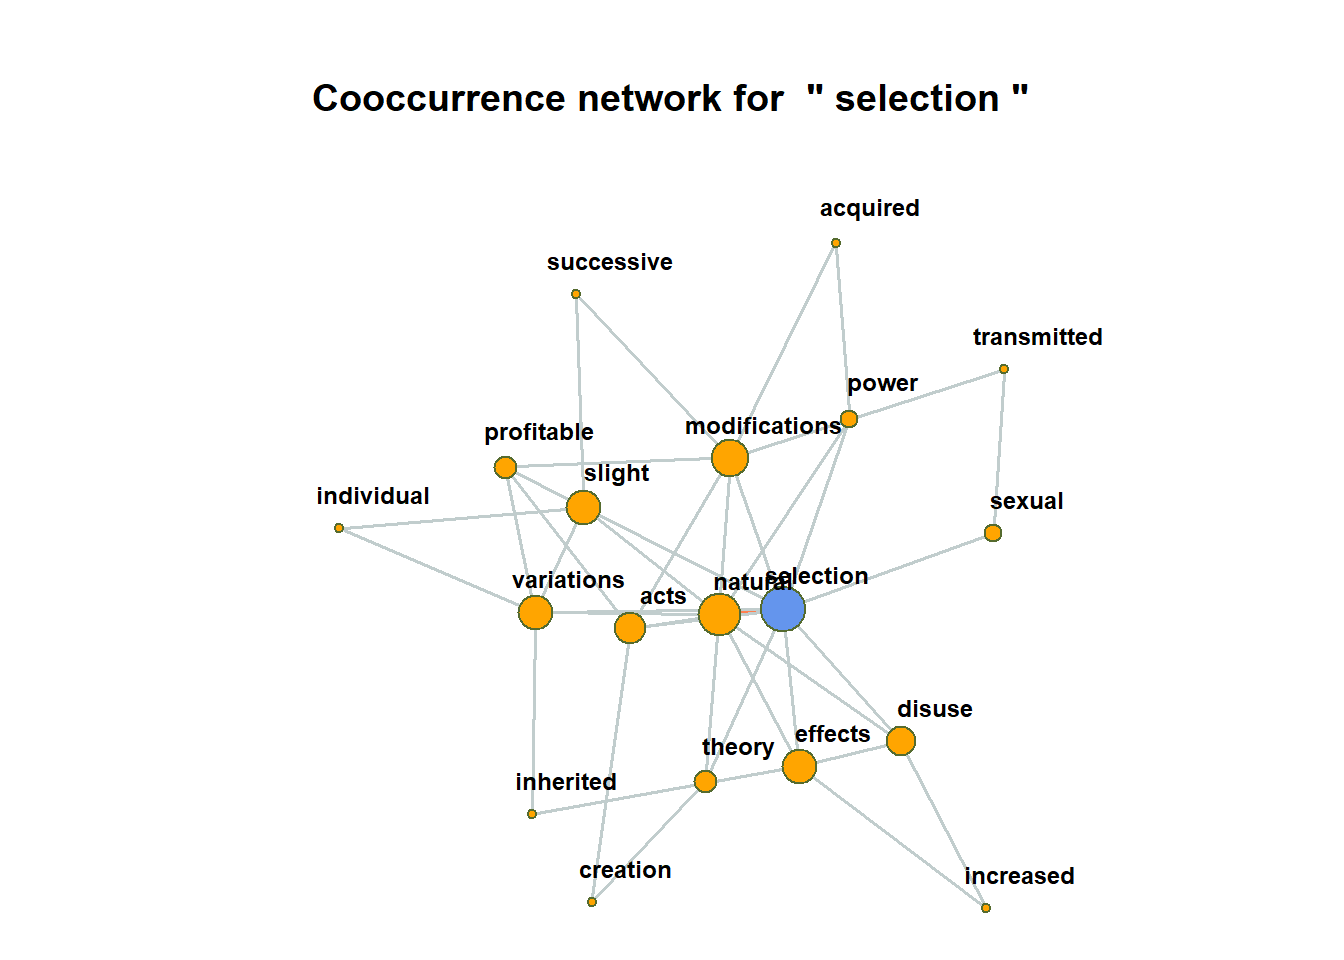 Cooccurrence network for " selection "
acquired
successive
transmitted
power
modifications
profitable
slight
individual
sexual
variations
natural
selection
acts
disuse
effects
theory
inherited
creation
increased